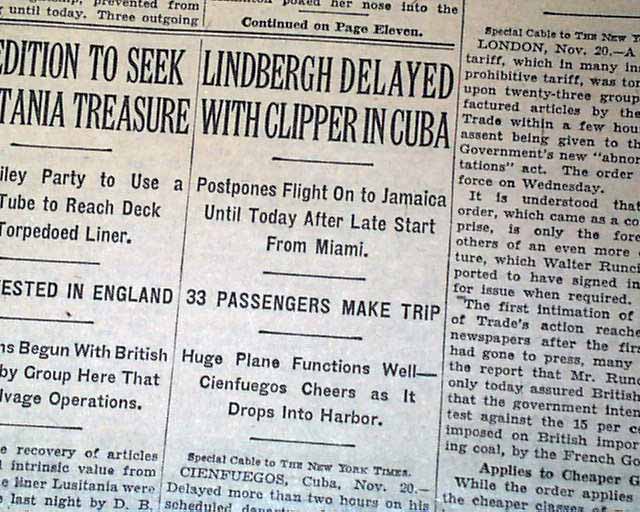 prevented from
until today. Three outgoing
EDITION TO SEEK
TANIA TREASURE
iley Party to Use a
Tube to Reach Deck
Torpedoed Liner.
ESTED IN ENGLAND
ns Begun With British
by Group Here That
lvage Operations.
e recovery of articles
intrinsic value from
e liner Lusitania were
last night by D. B.
poked her nose into the
Continued on Page Eleven.
LINDBERGH DELAYED
WITH CLIPPER IN CUBA
Postpones Flight On to Jamaica
Until Today After Late Start
From Miami.
33 PASSENGERS MAKE TRIP
Huge Plane Functions Well—
Cienfuegos Cheers as It
Drops Into Harbor.
Special Cable to THE NEW YORK TIMES.
CIENFUEGOS, Cuba, Nov. 20.—
Delayed more than two hours on his
scheduled
Special Cable to THE NEW Y
LONDON, Nov. 20.—A
tariff, which in many in
prohibitive tariff, was
upon twenty-three group
factured articles by the
Trade within a few hou
assent being given to th
Government's new "abnor
tations" act. The order
force on Wednesday.
It is understood that
order, which came as a co
prise, is only the fore
others of an even more
ture, which Walter Runc
ported to have signed in
for issue when required.
"The first intimation of
of Trade's action reache
newspapers after the firs
had gone to press, many
the report that Mr. Run
only today assured British
that the government inten
test against the 15 per ce
imposed on British impor
ing coal, by the French Go
Applies to Cheaper G
While the order applies
the cheaper classes of